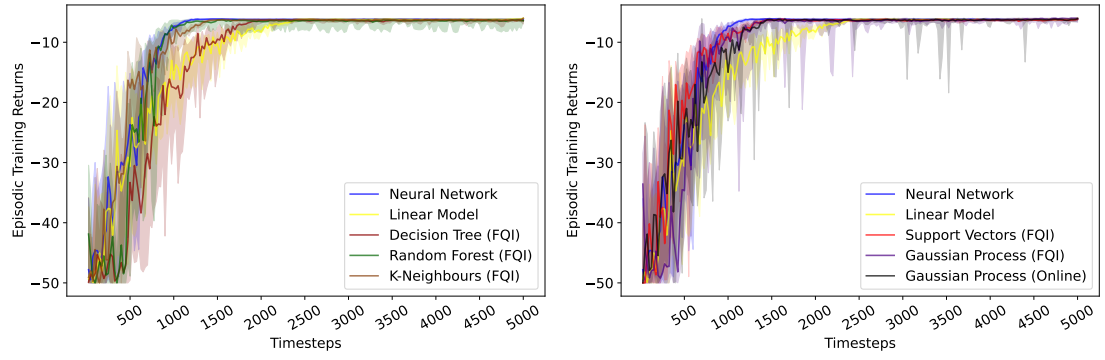 Episodic Training Returns
−10
−20
−30
−40
−50
Neural Network
Linear Model
Decision Tree (FQI)
Random Forest (FQI)
K-Neighbours (FQI)
500 1000 1500 2000 2500 3000 3500 4000 4500 5000
Timesteps
Episodic Training Returns
−10
−20
−30
−40
−50
Neural Network
Linear Model
Support Vectors (FQI)
Gaussian Process (FQI)
Gaussian Process (Online)
500 1000 1500 2000 2500 3000 3500 4000 4500 5000
Timesteps